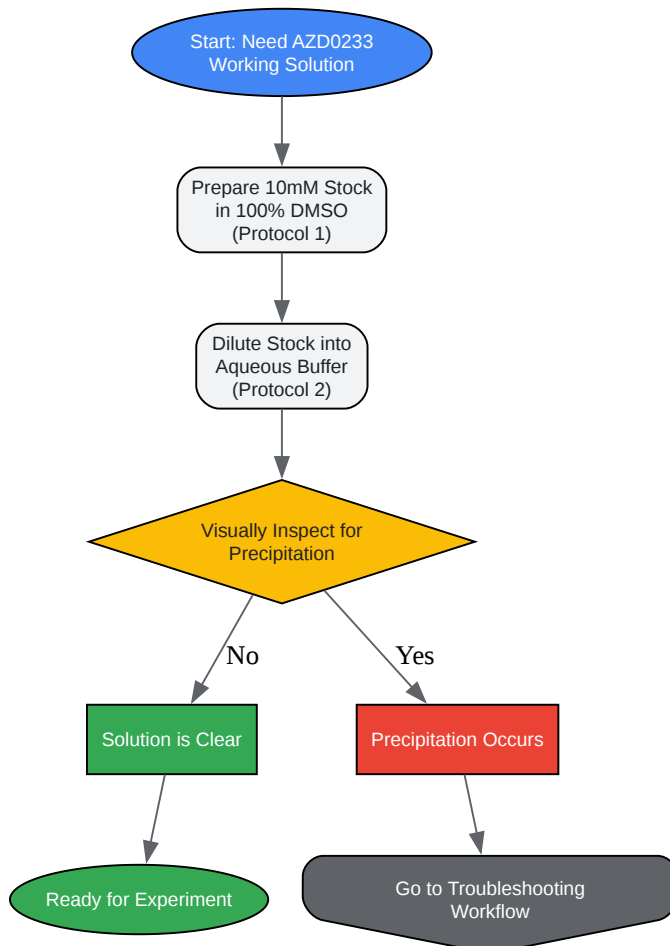 Start: Need AZD0233
Working Solution
Prepare 10mM Stock
in 100% DMSO
(Protocol 1)
Dilute Stock into
Aqueous Buffer
(Protocol 2)
Visually Inspect for
Precipitation
No
Yes
Solution is Clear
Precipitation Occurs
Ready for Experiment
Go to Troubleshooting
Workflow